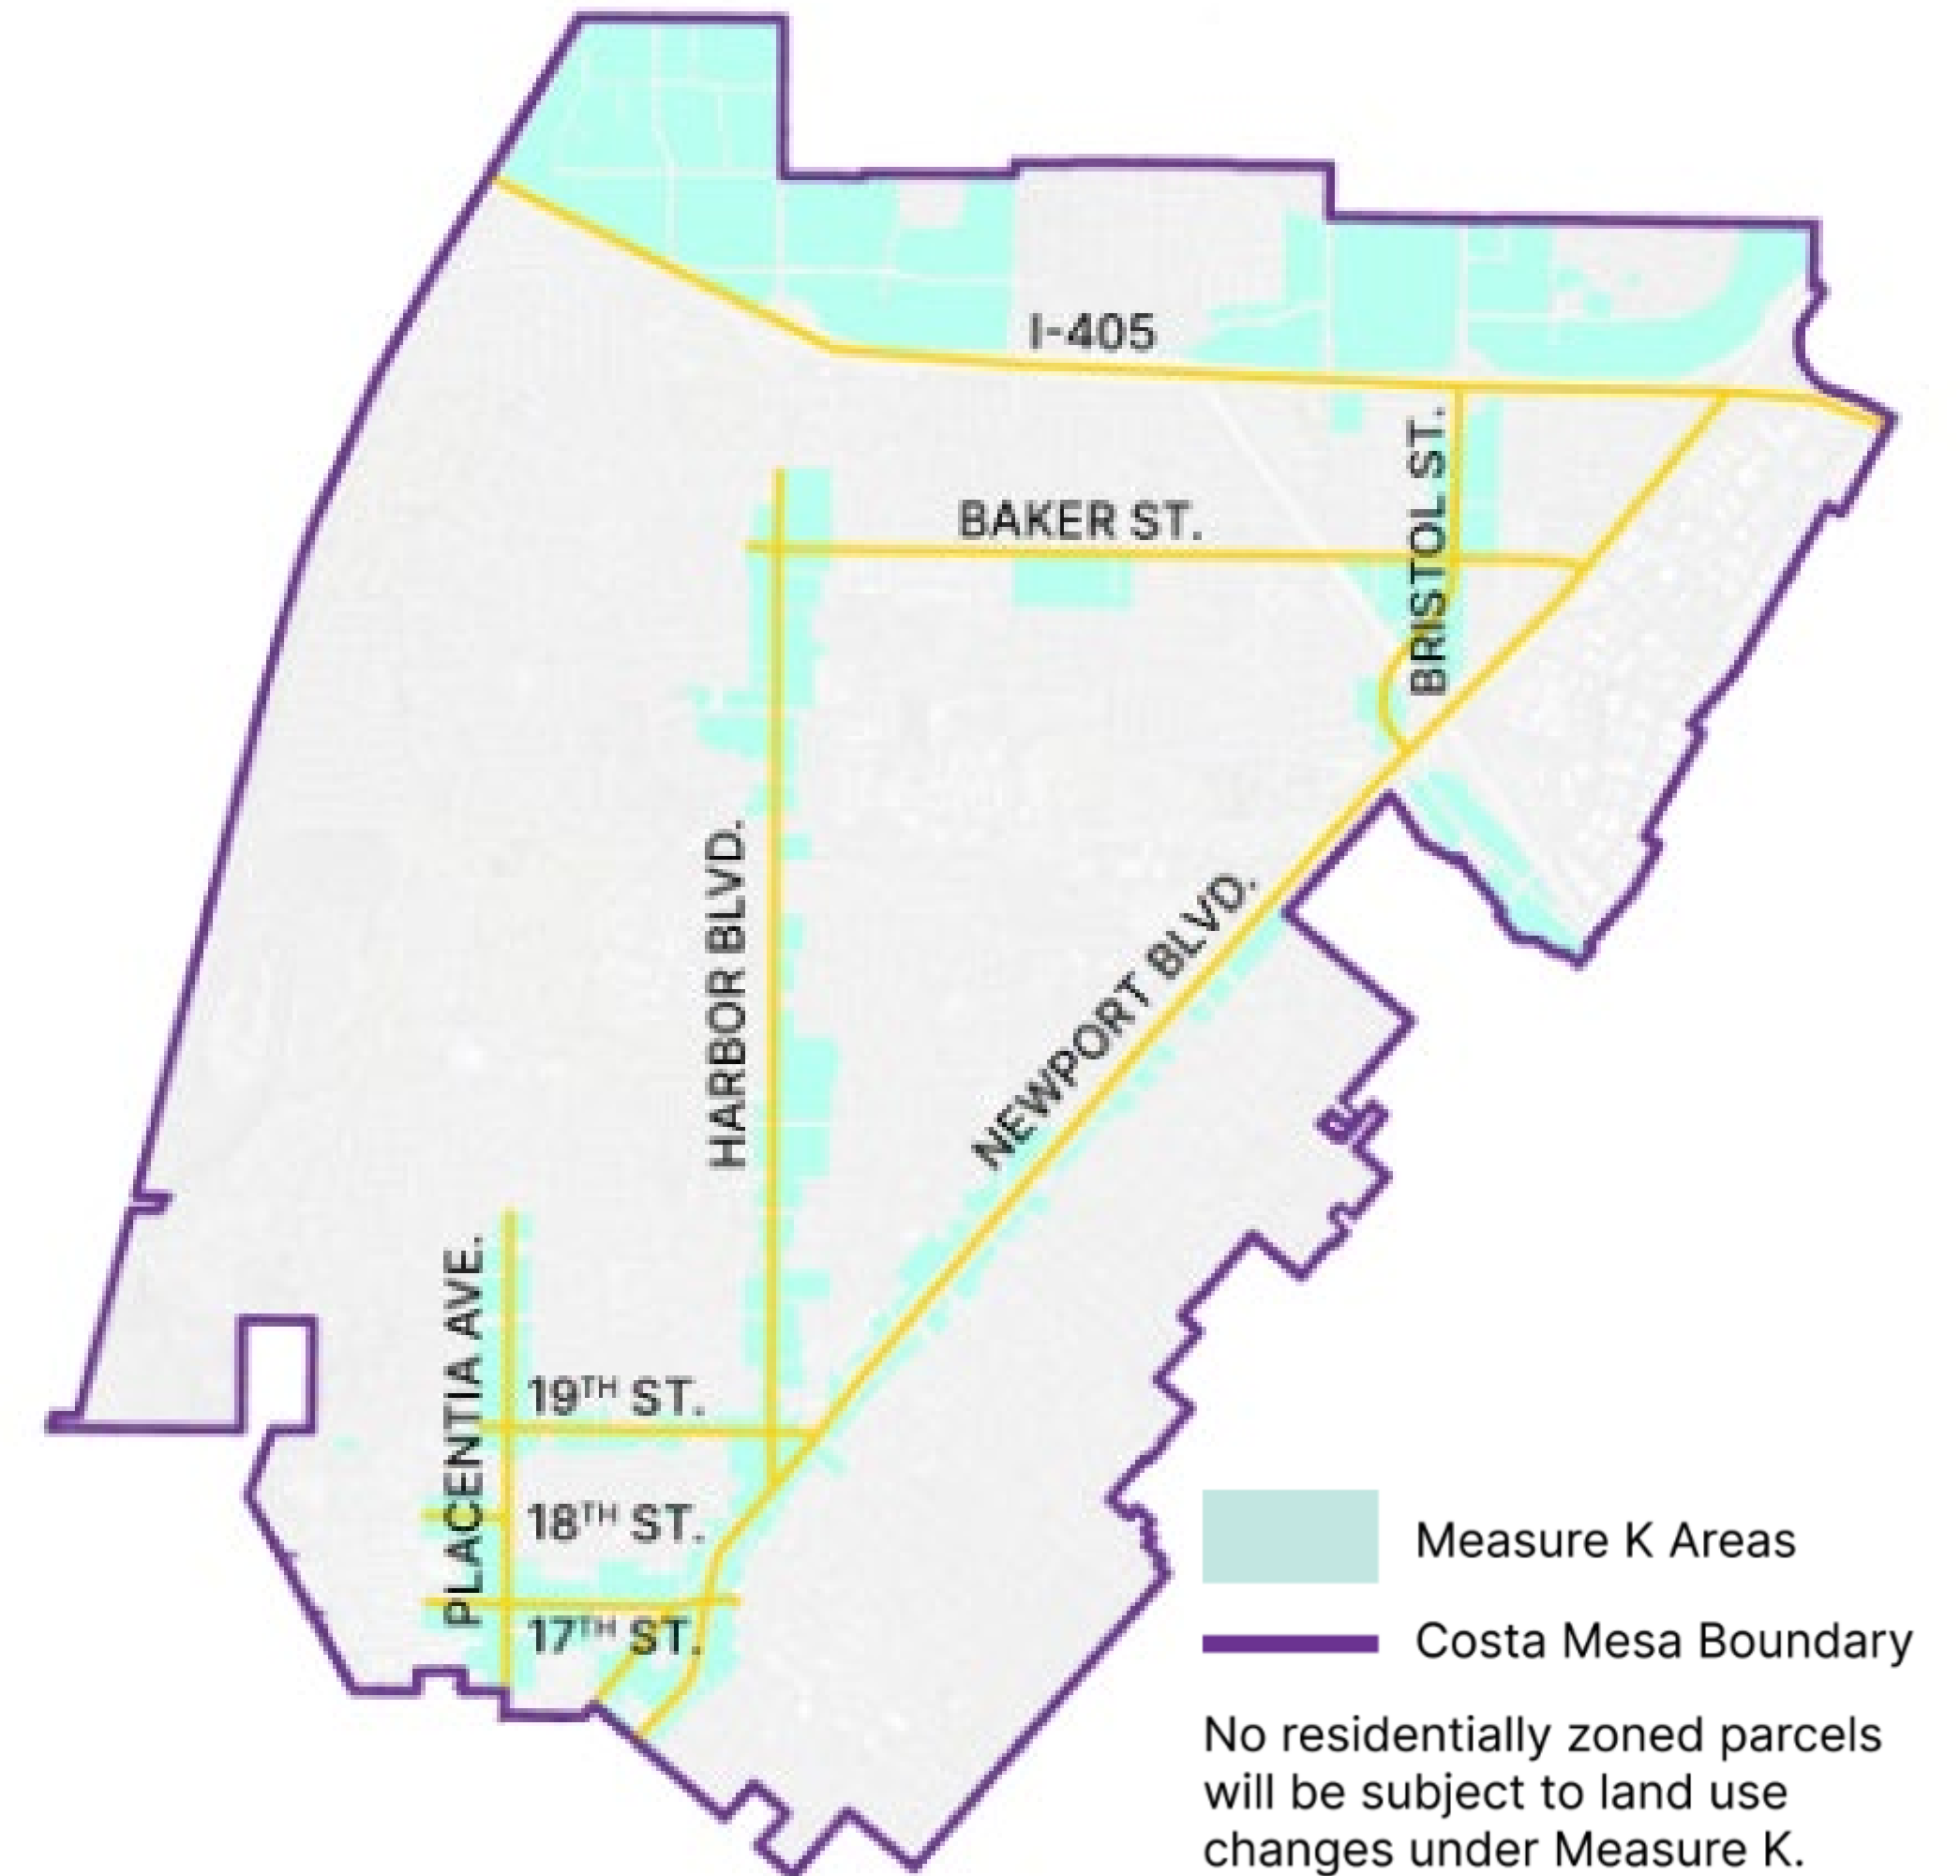 I-405
BRISTOL ST.
BAKER ST.
HARBOR BLVD.
NEWPORT BLVD.
PLACENTIA AVE.
19TH ST.
18TH ST.
17TH ST.
Measure K Areas
Costa Mesa Boundary
No residentially zoned parcels
will be subject to land use
changes under Measure K.